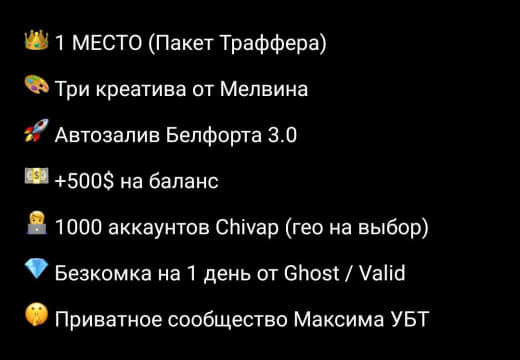 👑 1 МЕСТО (Пакет Траффера)
🎨 Три креатива от Мелвина
🚀 Автозалив Белфорта 3.0
💵 +500$ на баланс
🧑‍💻 1000 аккаунтов Chivap (гео на выбор)
💎 Безкомка на 1 день от Ghost / Valid
🤫 Приватное сообщество Максима УБТ